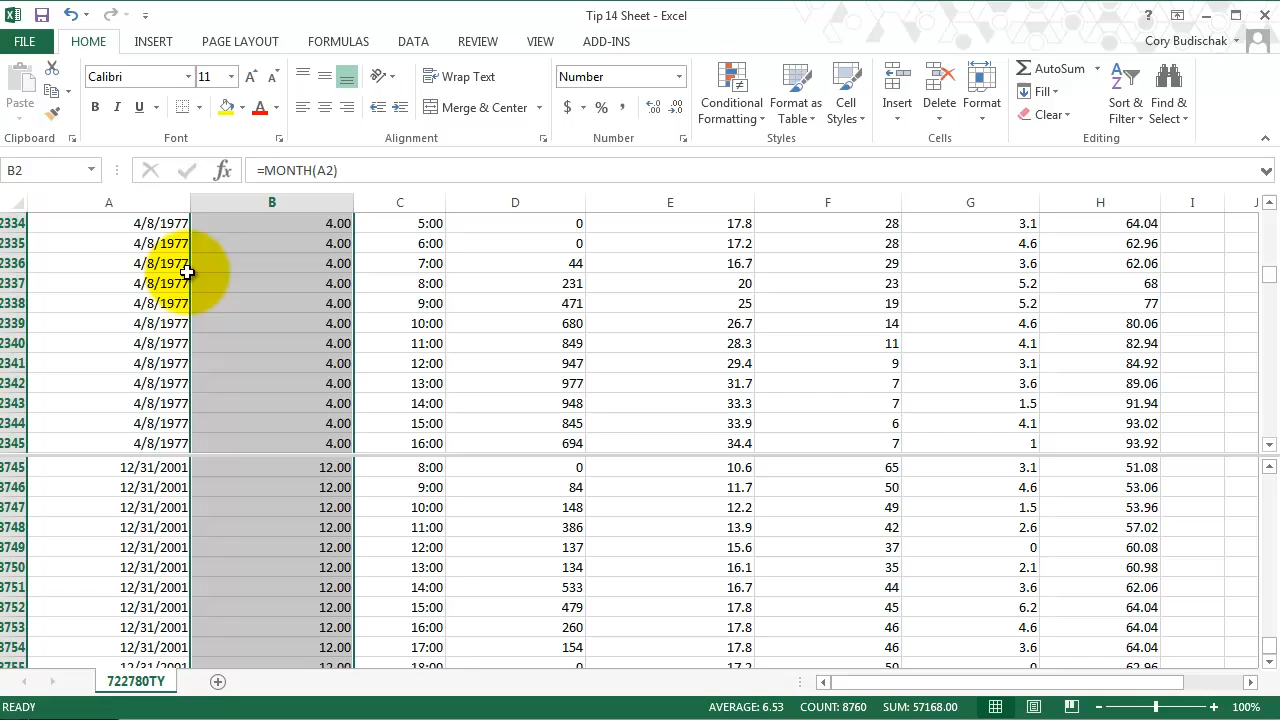 Tip 14 Sheet - Excel
FILE HOME INSERT PAGE LAYOUT FORMULAS DATA REVIEW VIEW ADD-INS Cory Budischak
Paste Calibri 11 Wrap Text Number Conditional Formatting Format as Table Cell Styles Insert Delete Format AutoSum Sort & Filter Find & Select
B I U Merge & Center $ % Fill
Clear
Clipboard Font Alignment Number Styles Cells Editing
B2 fx =MONTH(A2)
A B C D E F G H I J
2334 4/8/1977 4.00 5:00 0 17.8 28 3.1 64.04
2335 4/8/1977 4.00 6:00 0 17.2 28 4.6 62.96
2336 4/8/1977 4.00 7:00 44 16.7 29 3.6 62.06
2337 4/8/1977 4.00 8:00 231 20 23 5.2 68
2338 4/8/1977 4.00 9:00 471 25 19 5.2 77
2339 4/8/1977 4.00 10:00 680 26.7 14 4.6 80.06
2340 4/8/1977 4.00 11:00 849 28.3 11 4.1 82.94
2341 4/8/1977 4.00 12:00 947 29.4 9 3.1 84.92
2342 4/8/1977 4.00 13:00 977 31.7 7 3.6 89.06
2343 4/8/1977 4.00 14:00 948 33.3 7 1.5 91.94
2344 4/8/1977 4.00 15:00 845 33.9 6 4.1 93.02
2345 4/8/1977 4.00 16:00 694 34.4 7 1 93.92
3745 12/31/2001 12.00 8:00 0 10.6 65 3.1 51.08
3746 12/31/2001 12.00 9:00 84 11.7 50 4.6 53.06
3747 12/31/2001 12.00 10:00 148 12.2 49 1.5 53.96
3748 12/31/2001 12.00 11:00 386 13.9 42 2.6 57.02
3749 12/31/2001 12.00 12:00 137 15.6 37 0 60.08
3750 12/31/2001 12.00 13:00 134 16.1 35 2.1 60.98
3751 12/31/2001 12.00 14:00 533 16.7 44 3.6 62.06
3752 12/31/2001 12.00 15:00 479 17.8 45 6.2 64.04
3753 12/31/2001 12.00 16:00 260 17.8 46 4.6 64.04
3754 12/31/2001 12.00 17:00 154 17.8 46 3.6 64.04
3755 12/31/2001 12.00 18:00 0 17.2 50 0 62.96
722780TY
READY AVERAGE: 6.53 COUNT: 8760 SUM: 57168.00 100%